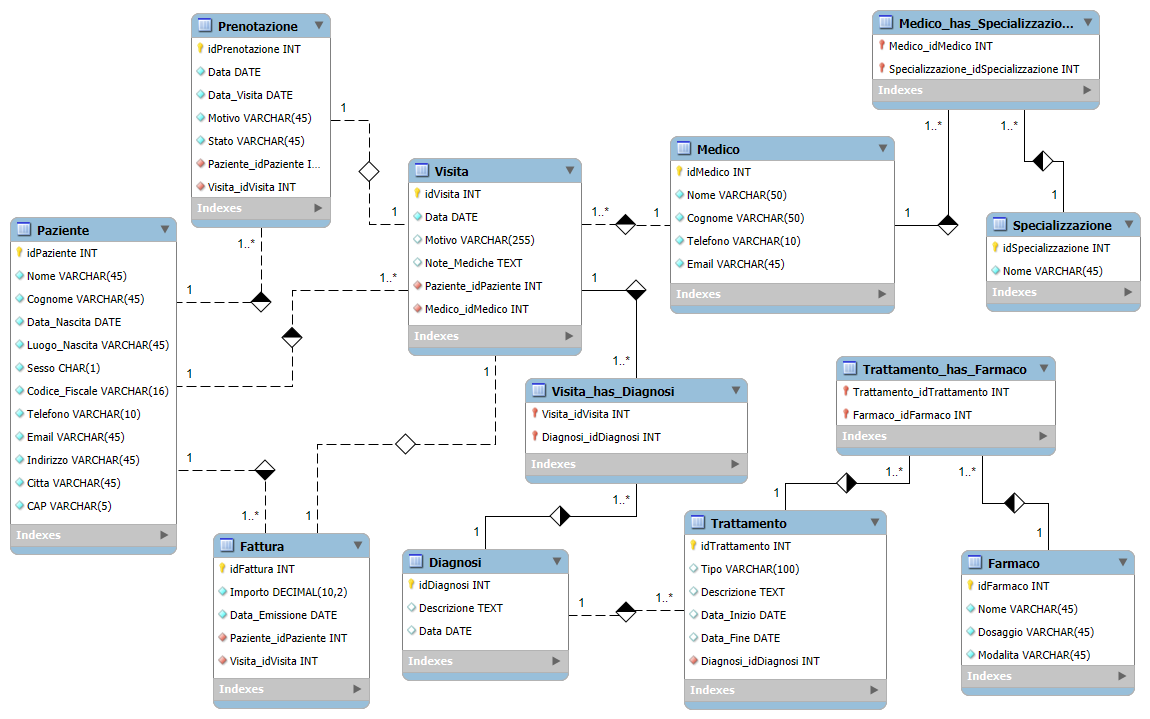 Prenotazione
idPrenotazione INT
Data DATE
Data_Visita DATE
Motivo VARCHAR(45)
Stato VARCHAR(45)
Paziente_idPaziente I...
Visita_idVisita INT
Indexes
Paziente
idPaziente INT
Nome VARCHAR(45)
Cognome VARCHAR(45)
Data_Nascita DATE
Luogo_Nascita VARCHAR(45)
Sesso CHAR(1)
Codice_Fiscale VARCHAR(16)
Telefono VARCHAR(10)
Email VARCHAR(45)
Indirizzo VARCHAR(45)
Citta VARCHAR(45)
CAP VARCHAR(5)
Indexes
Visita
idVisita INT
Data DATE
Motivo VARCHAR(255)
Note_Mediche TEXT
Paziente_idPaziente INT
Medico_idMedico INT
Indexes
Medico
idMedico INT
Nome VARCHAR(50)
Cognome VARCHAR(50)
Telefono VARCHAR(10)
Email VARCHAR(45)
Indexes
Medico_has_Specializzazio...
Medico_idMedico INT
Specializzazione_idSpecializzazione INT
Indexes
Specializzazione
idSpecializzazione INT
Nome VARCHAR(45)
Indexes
Visita_has_Diagnosi
Visita_idVisita INT
Diagnosi_idDiagnosi INT
Indexes
Trattamento_has_Farmaco
Trattamento_idTrattamento INT
Farmaco_idFarmaco INT
Indexes
Fattura
idFattura INT
Importo DECIMAL(10,2)
Data_Emissione DATE
Paziente_idPaziente INT
Visita_idVisita INT
Indexes
Diagnosi
idDiagnosi INT
Descrizione TEXT
Data DATE
Indexes
Trattamento
idTrattamento INT
Tipo VARCHAR(100)
Descrizione TEXT
Data_Inizio DATE
Data_Fine DATE
Diagnosi_idDiagnosi INT
Indexes
Farmaco
idFarmaco INT
Nome VARCHAR(45)
Dosaggio VARCHAR(45)
Modalita VARCHAR(45)
Indexes
1
1
1..*
1
1..*
1
1..*
1
1
1
1..*
1
1
1..*
1..*
1
1
1..*
1..*
1
1
1..*
1..*
1
1..*
1